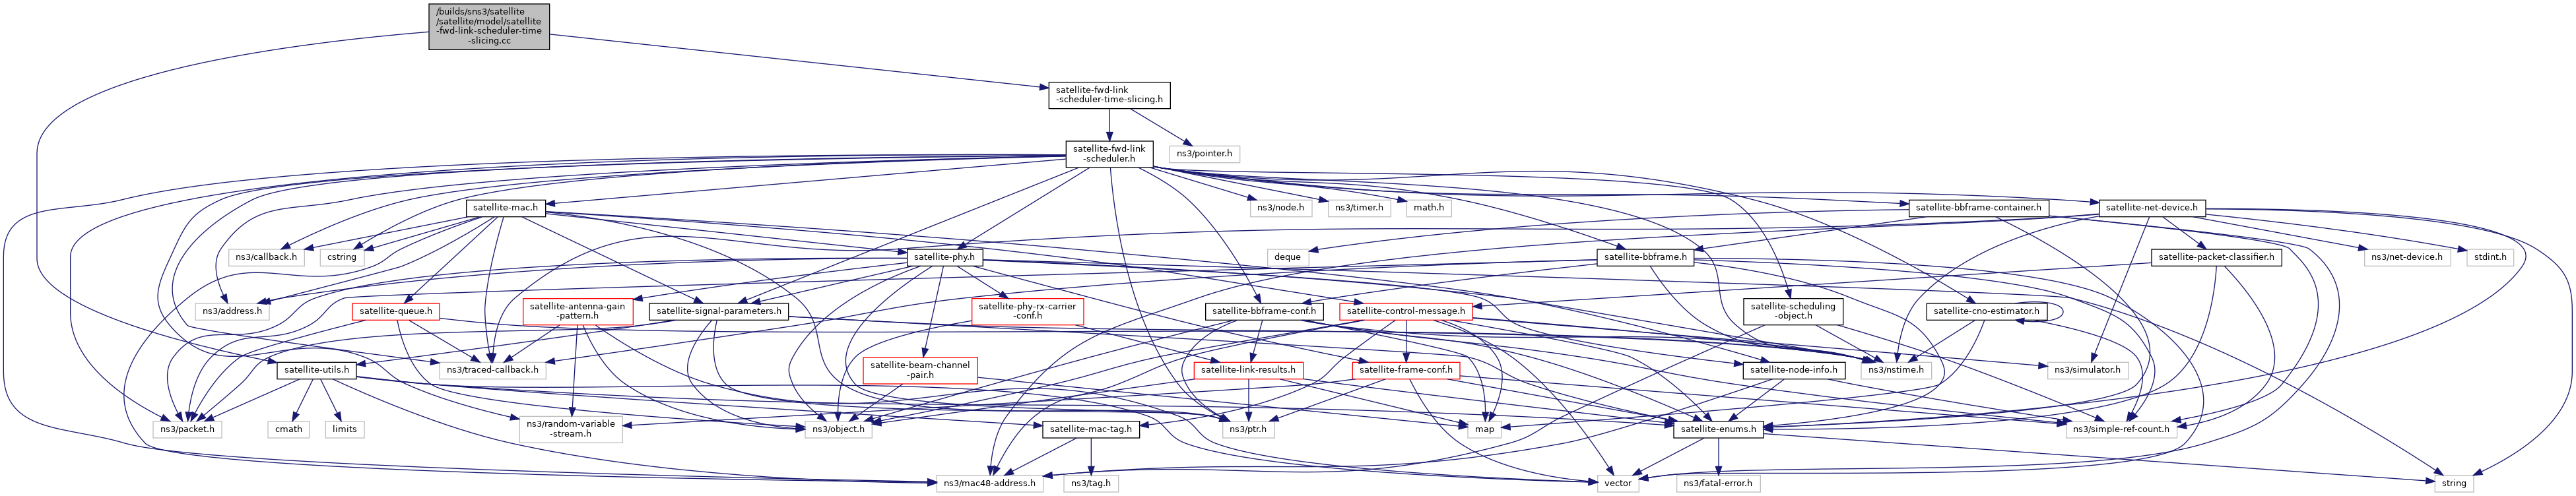 /builds/sns3/satellite
/satellite/model/satellite
-fwd-link-scheduler-time
-slicing.cc
satellite-fwd-link
-scheduler-time-slicing.h
satellite-fwd-link
-scheduler.h
ns3/pointer.h
satellite-mac.h
ns3/node.h
ns3/timer.h
math.h
satellite-bbframe-container.h
satellite-net-device.h
ns3/callback.h
cstring
satellite-phy.h
deque
satellite-bbframe.h
satellite-packet-classifier.h
ns3/net-device.h
stdint.h
ns3/address.h
satellite-queue.h
satellite-antenna-gain
-pattern.h
satellite-signal-parameters.h
satellite-phy-rx-carrier
-conf.h
satellite-bbframe-conf.h
satellite-control-message.h
satellite-scheduling
-object.h
satellite-cno-estimator.h
satellite-utils.h
ns3/traced-callback.h
satellite-beam-channel
-pair.h
satellite-link-results.h
satellite-frame-conf.h
satellite-node-info.h
ns3/nstime.h
ns3/simulator.h
ns3/packet.h
cmath
limits
ns3/random-variable
-stream.h
ns3/object.h
satellite-mac-tag.h
ns3/ptr.h
map
satellite-enums.h
ns3/simple-ref-count.h
ns3/mac48-address.h
ns3/tag.h
vector
ns3/fatal-error.h
string